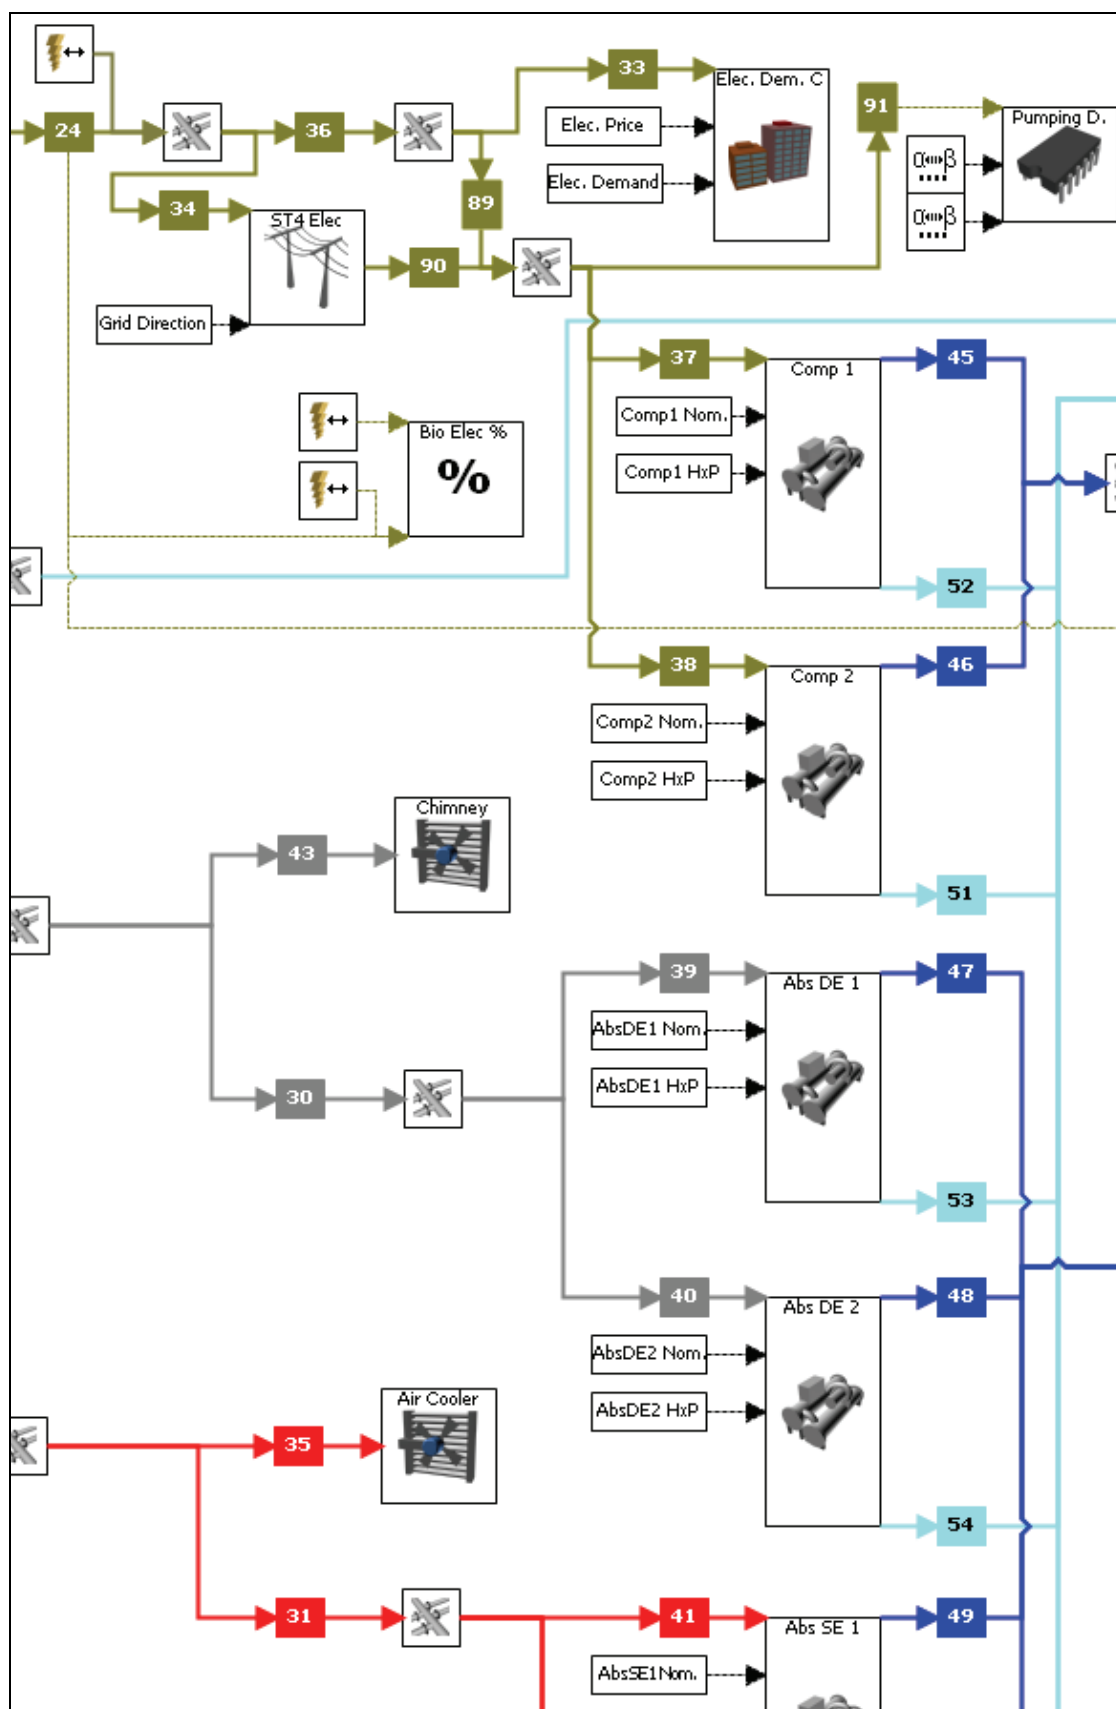 33
Elec. Dem. C
24
36
91
Elec. Price
Pumping D.
α⇔β
Elec. Demand
89
34
ST4 Elec
α⇔β
90
Grid Direction
37
Comp 1
45
Comp1 Nom.
Bio Elec %
%
Comp1 HxP
52
38
Comp 2
46
Comp2 Nom.
Comp2 HxP
Chimney
43
51
39
Abs DE 1
47
AbsDE1 Nom.
AbsDE1 HxP
30
53
40
Abs DE 2
48
AbsDE2 Nom.
Air Cooler
AbsDE2 HxP
35
54
31
41
Abs SE 1
49
AbsSE1Nom.